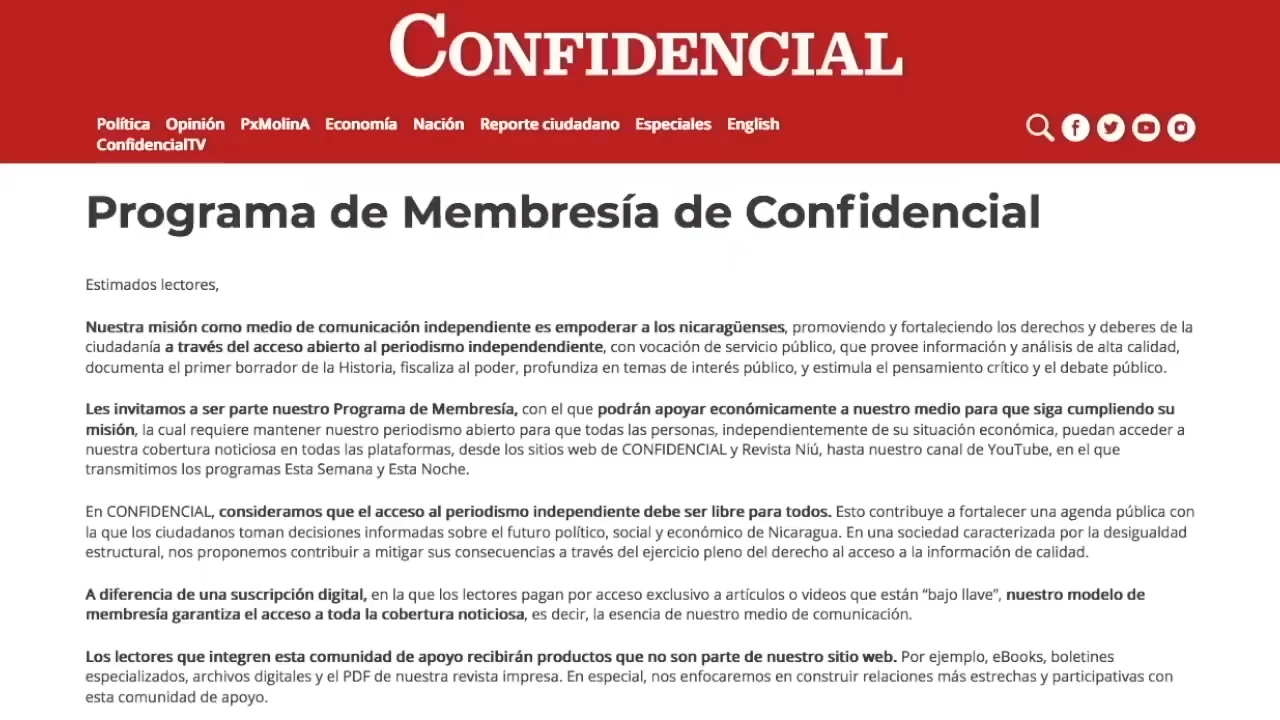 CONFIDENCIAL
Política Opinión PxMolinA Economía Nación Reporte ciudadano Especiales English
ConfidencialTV
Programa de Membresía de Confidencial
Estimados lectores,
Nuestra misión como medio de comunicación independiente es empoderar a los nicaragüenses, promoviendo y fortaleciendo los derechos y deberes de la
ciudadanía a través del acceso abierto al periodismo independendiente, con vocación de servicio público, que provee información y análisis de alta calidad,
documenta el primer borrador de la Historia, fiscaliza al poder, profundiza en temas de interés público, y estimula el pensamiento crítico y el debate público.
Les invitamos a ser parte nuestro Programa de Membresía, con el que podrán apoyar económicamente a nuestro medio para que siga cumpliendo su
misión, la cual requiere mantener nuestro periodismo abierto para que todas las personas, independientemente de su situación económica, puedan acceder a
nuestra cobertura noticiosa en todas las plataformas, desde los sitios web de CONFIDENCIAL y Revista Niú, hasta nuestro canal de YouTube, en el que
transmitimos los programas Esta Semana y Esta Noche.
En CONFIDENCIAL, consideramos que el acceso al periodismo independiente debe ser libre para todos. Esto contribuye a fortalecer una agenda pública con
la que los ciudadanos toman decisiones informadas sobre el futuro político, social y económico de Nicaragua. En una sociedad caracterizada por la desigualdad
estructural, nos proponemos contribuir a mitigar sus consecuencias a través del ejercicio pleno del derecho al acceso a la información de calidad.
A diferencia de una suscripción digital, en la que los lectores pagan por acceso exclusivo a artículos o videos que están “bajo llave”, nuestro modelo de
membresía garantiza el acceso a toda la cobertura noticiosa, es decir, la esencia de nuestro medio de comunicación.
Los lectores que integren esta comunidad de apoyo recibirán productos que no son parte de nuestro sitio web. Por ejemplo, eBooks, boletines
especializados, archivos digitales y el PDF de nuestra revista impresa. En especial, nos enfocaremos en construir relaciones más estrechas y participativas con
esta comunidad de apoyo.